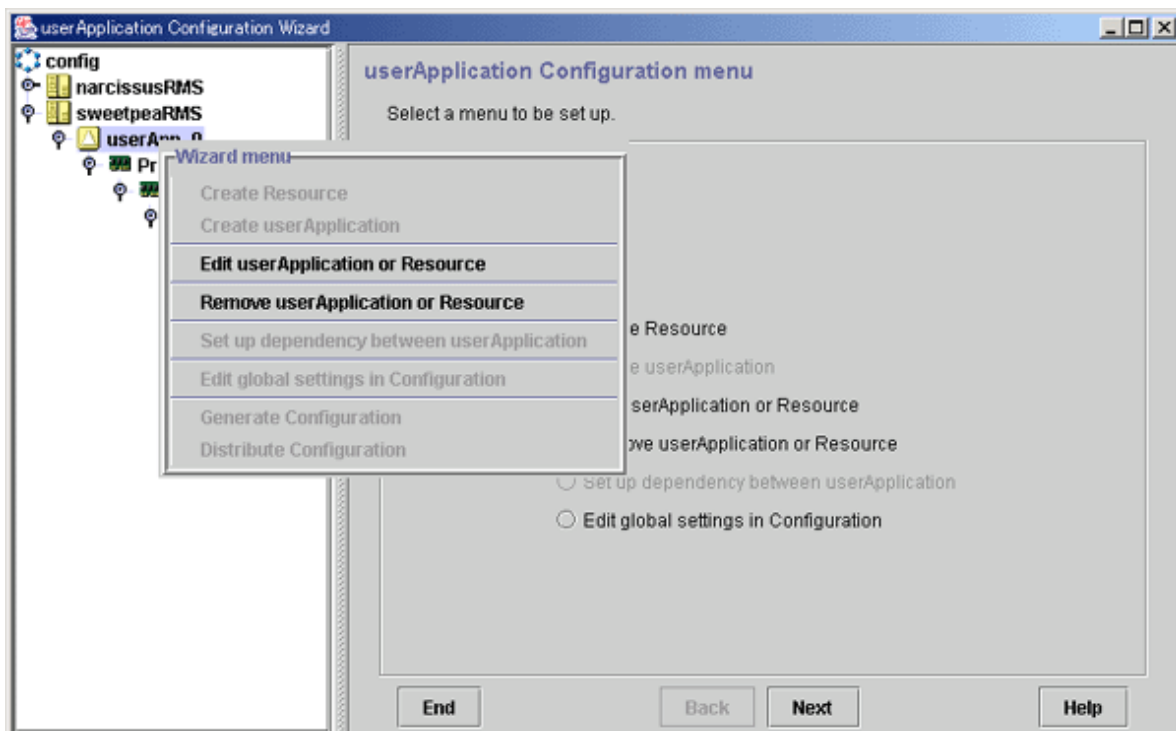 userApplication Configuration Wizard
config
narcissusRMS
sweetpeaRMS
userApp_0
Pr
Wizard menu
Create Resource
Create userApplication
Edit userApplication or Resource
Remove userApplication or Resource
Set up dependency between userApplication
Edit global settings in Configuration
Generate Configuration
Distribute Configuration
userApplication Configuration menu
Select a menu to be set up.
e Resource
e userApplication
serApplication or Resource
ove userApplication or Resource
Set up dependency between userApplication
Edit global settings in Configuration
End
Back
Next
Help